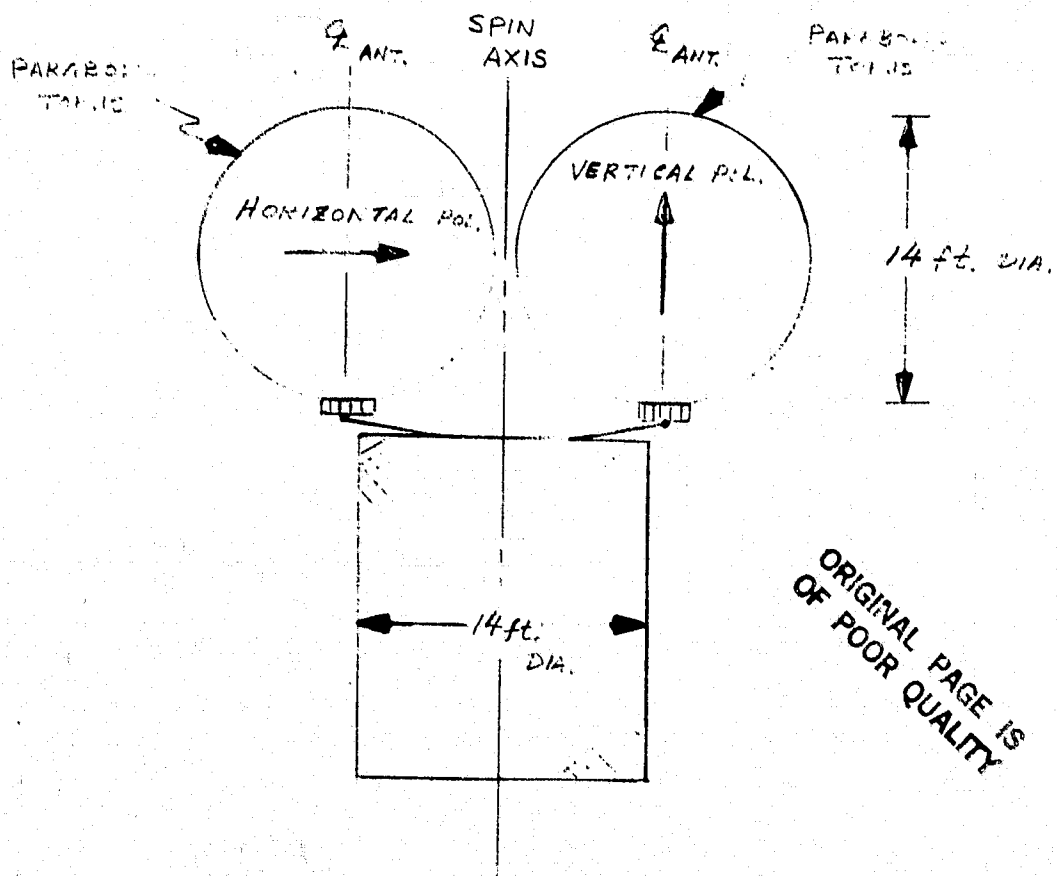 ℄ ANT.
SPIN
AXIS
℄ ANT.
HORIZONTAL POL.
VERTICAL POL.
14 ft. DIA.
14 ft.
DIA.
ORIGINAL PAGE IS
OF POOR QUALITY